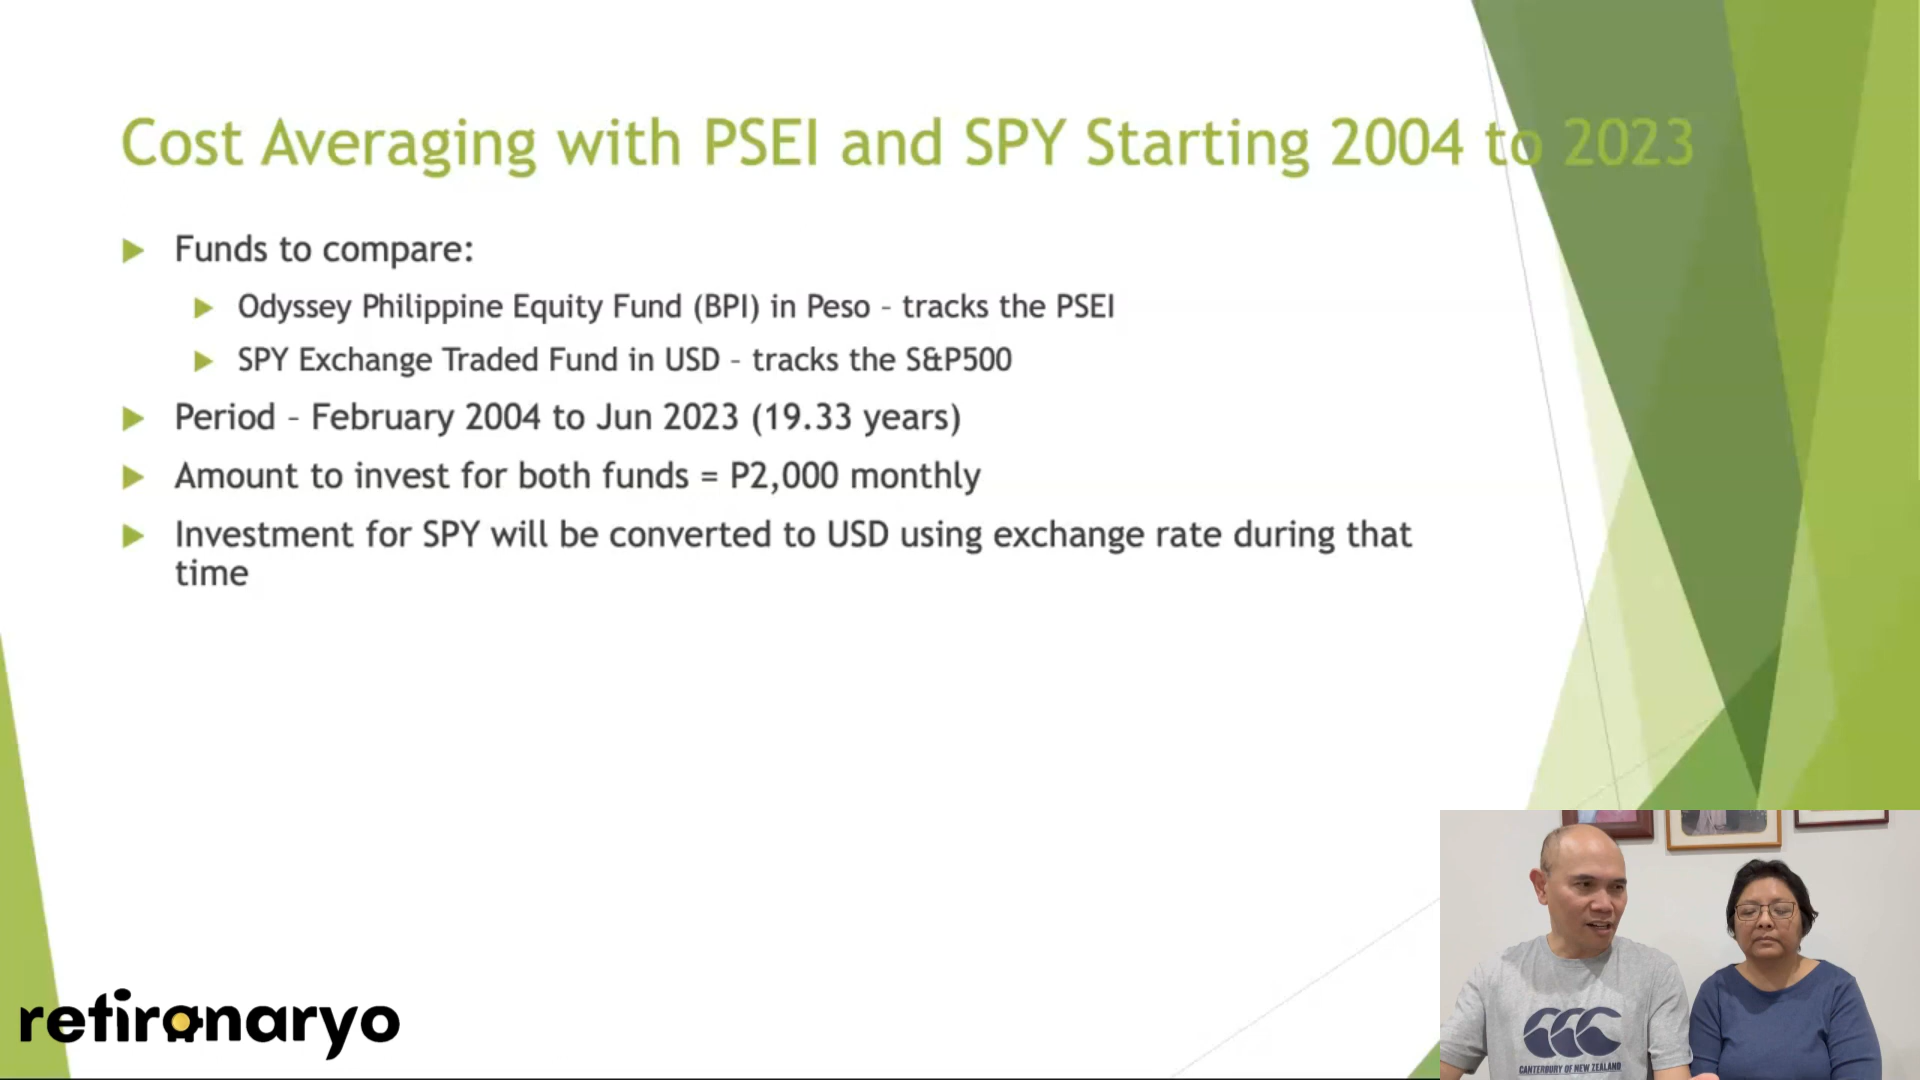 Cost Averaging with PSEI and SPY Starting 2004 to 2023
Funds to compare:
Odyssey Philippine Equity Fund (BPI) in Peso – tracks the PSEI
SPY Exchange Traded Fund in USD – tracks the S&P500
Period – February 2004 to Jun 2023 (19.33 years)
Amount to invest for both funds = P2,000 monthly
Investment for SPY will be converted to USD using exchange rate during that
time
retironaryo
CANTERBURY OF NEW ZEALAND